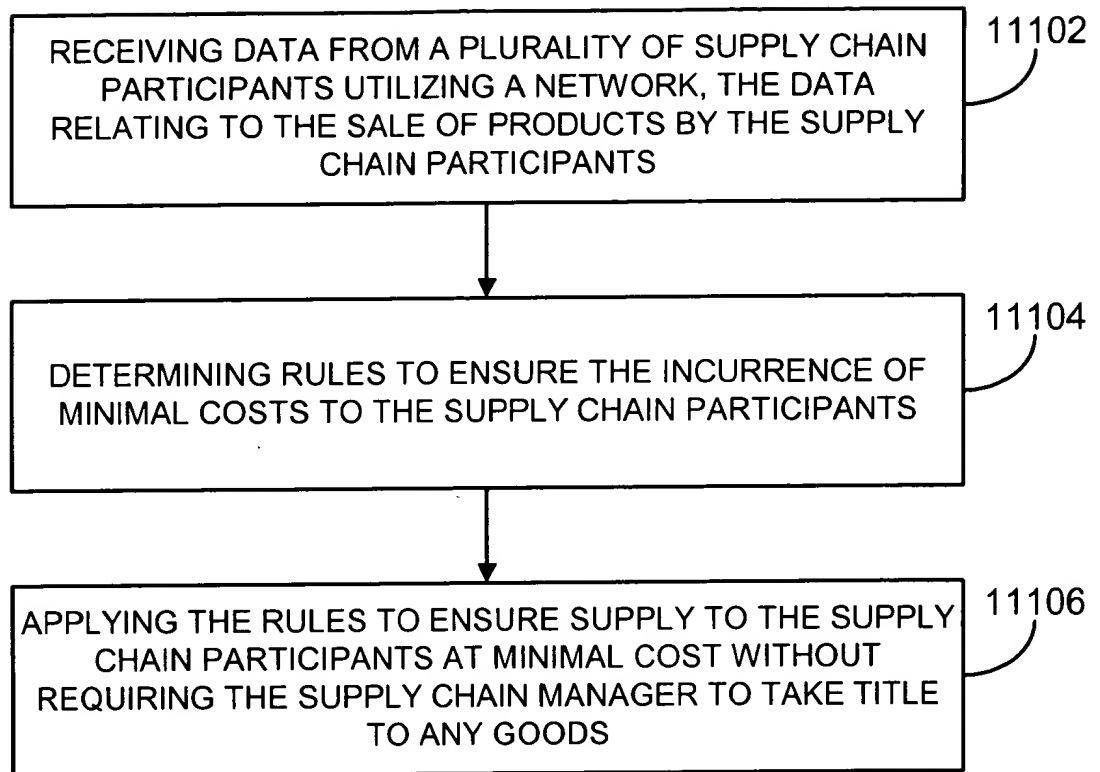 RECEIVING DATA FROM A PLURALITY OF SUPPLY CHAIN
PARTICIPANTS UTILIZING A NETWORK, THE DATA
RELATING TO THE SALE OF PRODUCTS BY THE SUPPLY
CHAIN PARTICIPANTS
11102
DETERMINING RULES TO ENSURE THE INCURRENCE OF
MINIMAL COSTS TO THE SUPPLY CHAIN PARTICIPANTS
11104
APPLYING THE RULES TO ENSURE SUPPLY TO THE SUPPLY
CHAIN PARTICIPANTS AT MINIMAL COST WITHOUT
REQUIRING THE SUPPLY CHAIN MANAGER TO TAKE TITLE
TO ANY GOODS
11106